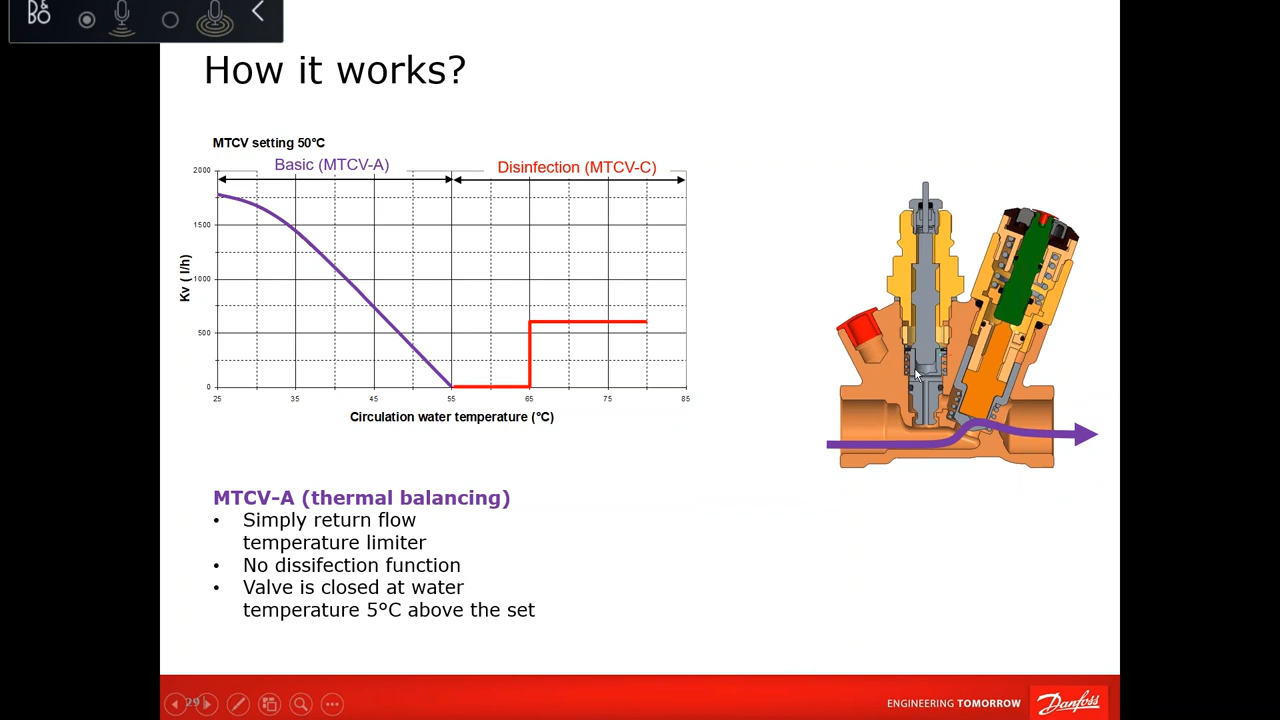 How it works?
MTCV setting 50°C
Basic (MTCV-A)
Disinfection (MTCV-C)
2000
1500
1000
500
0
Kv ( l/h)
25 35 45 55 65 75 85
Circulation water temperature (°C)
MTCV-A (thermal balancing)
• Simply return flow
temperature limiter
• No dissifection function
• Valve is closed at water
temperature 5°C above the set
29
ENGINEERING TOMORROW
Danfoss